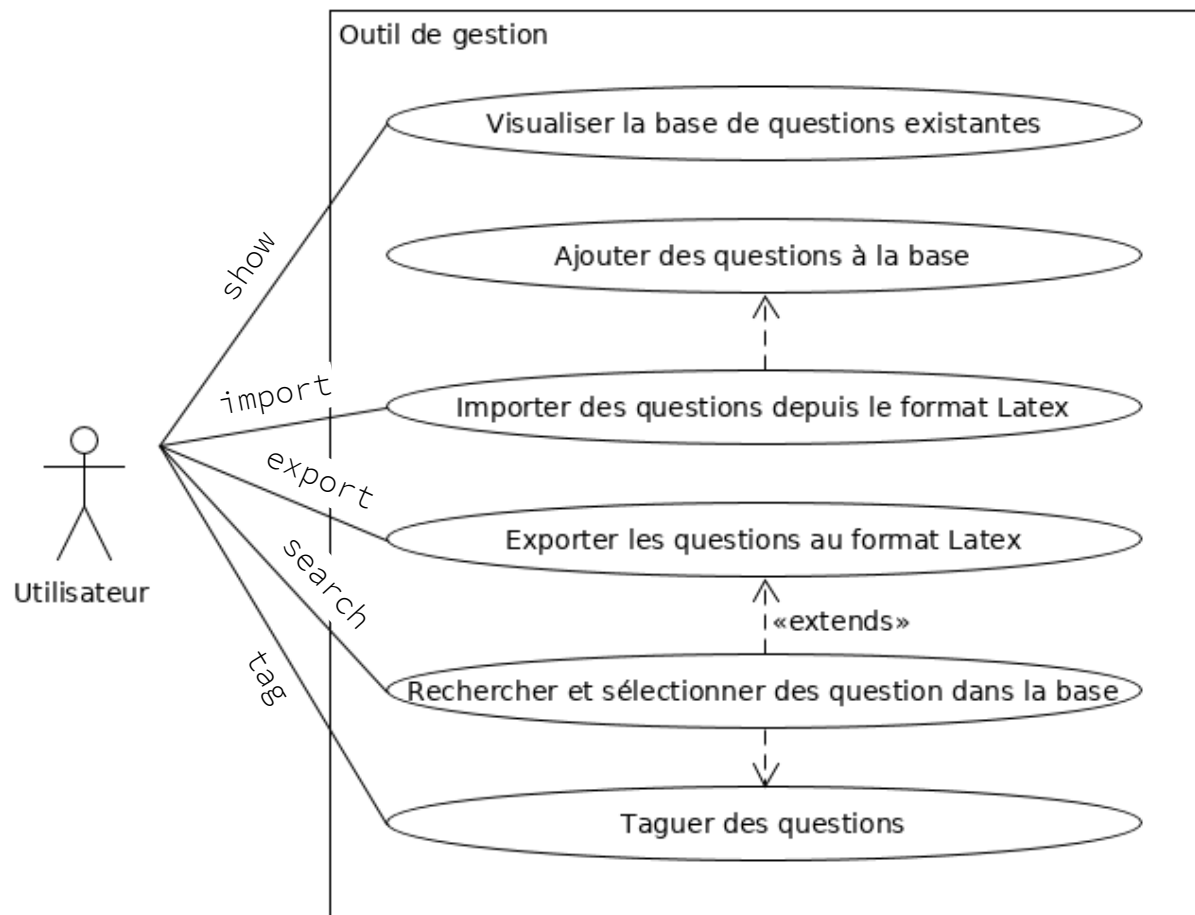 Outil de gestion
Visualiser la base de questions existantes
show
Ajouter des questions à la base
import
Importer des questions depuis le format Latex
export
Exporter les questions au format Latex
Utilisateur
search
«extends»
tag
Rechercher et sélectionner des question dans la base
Taguer des questions